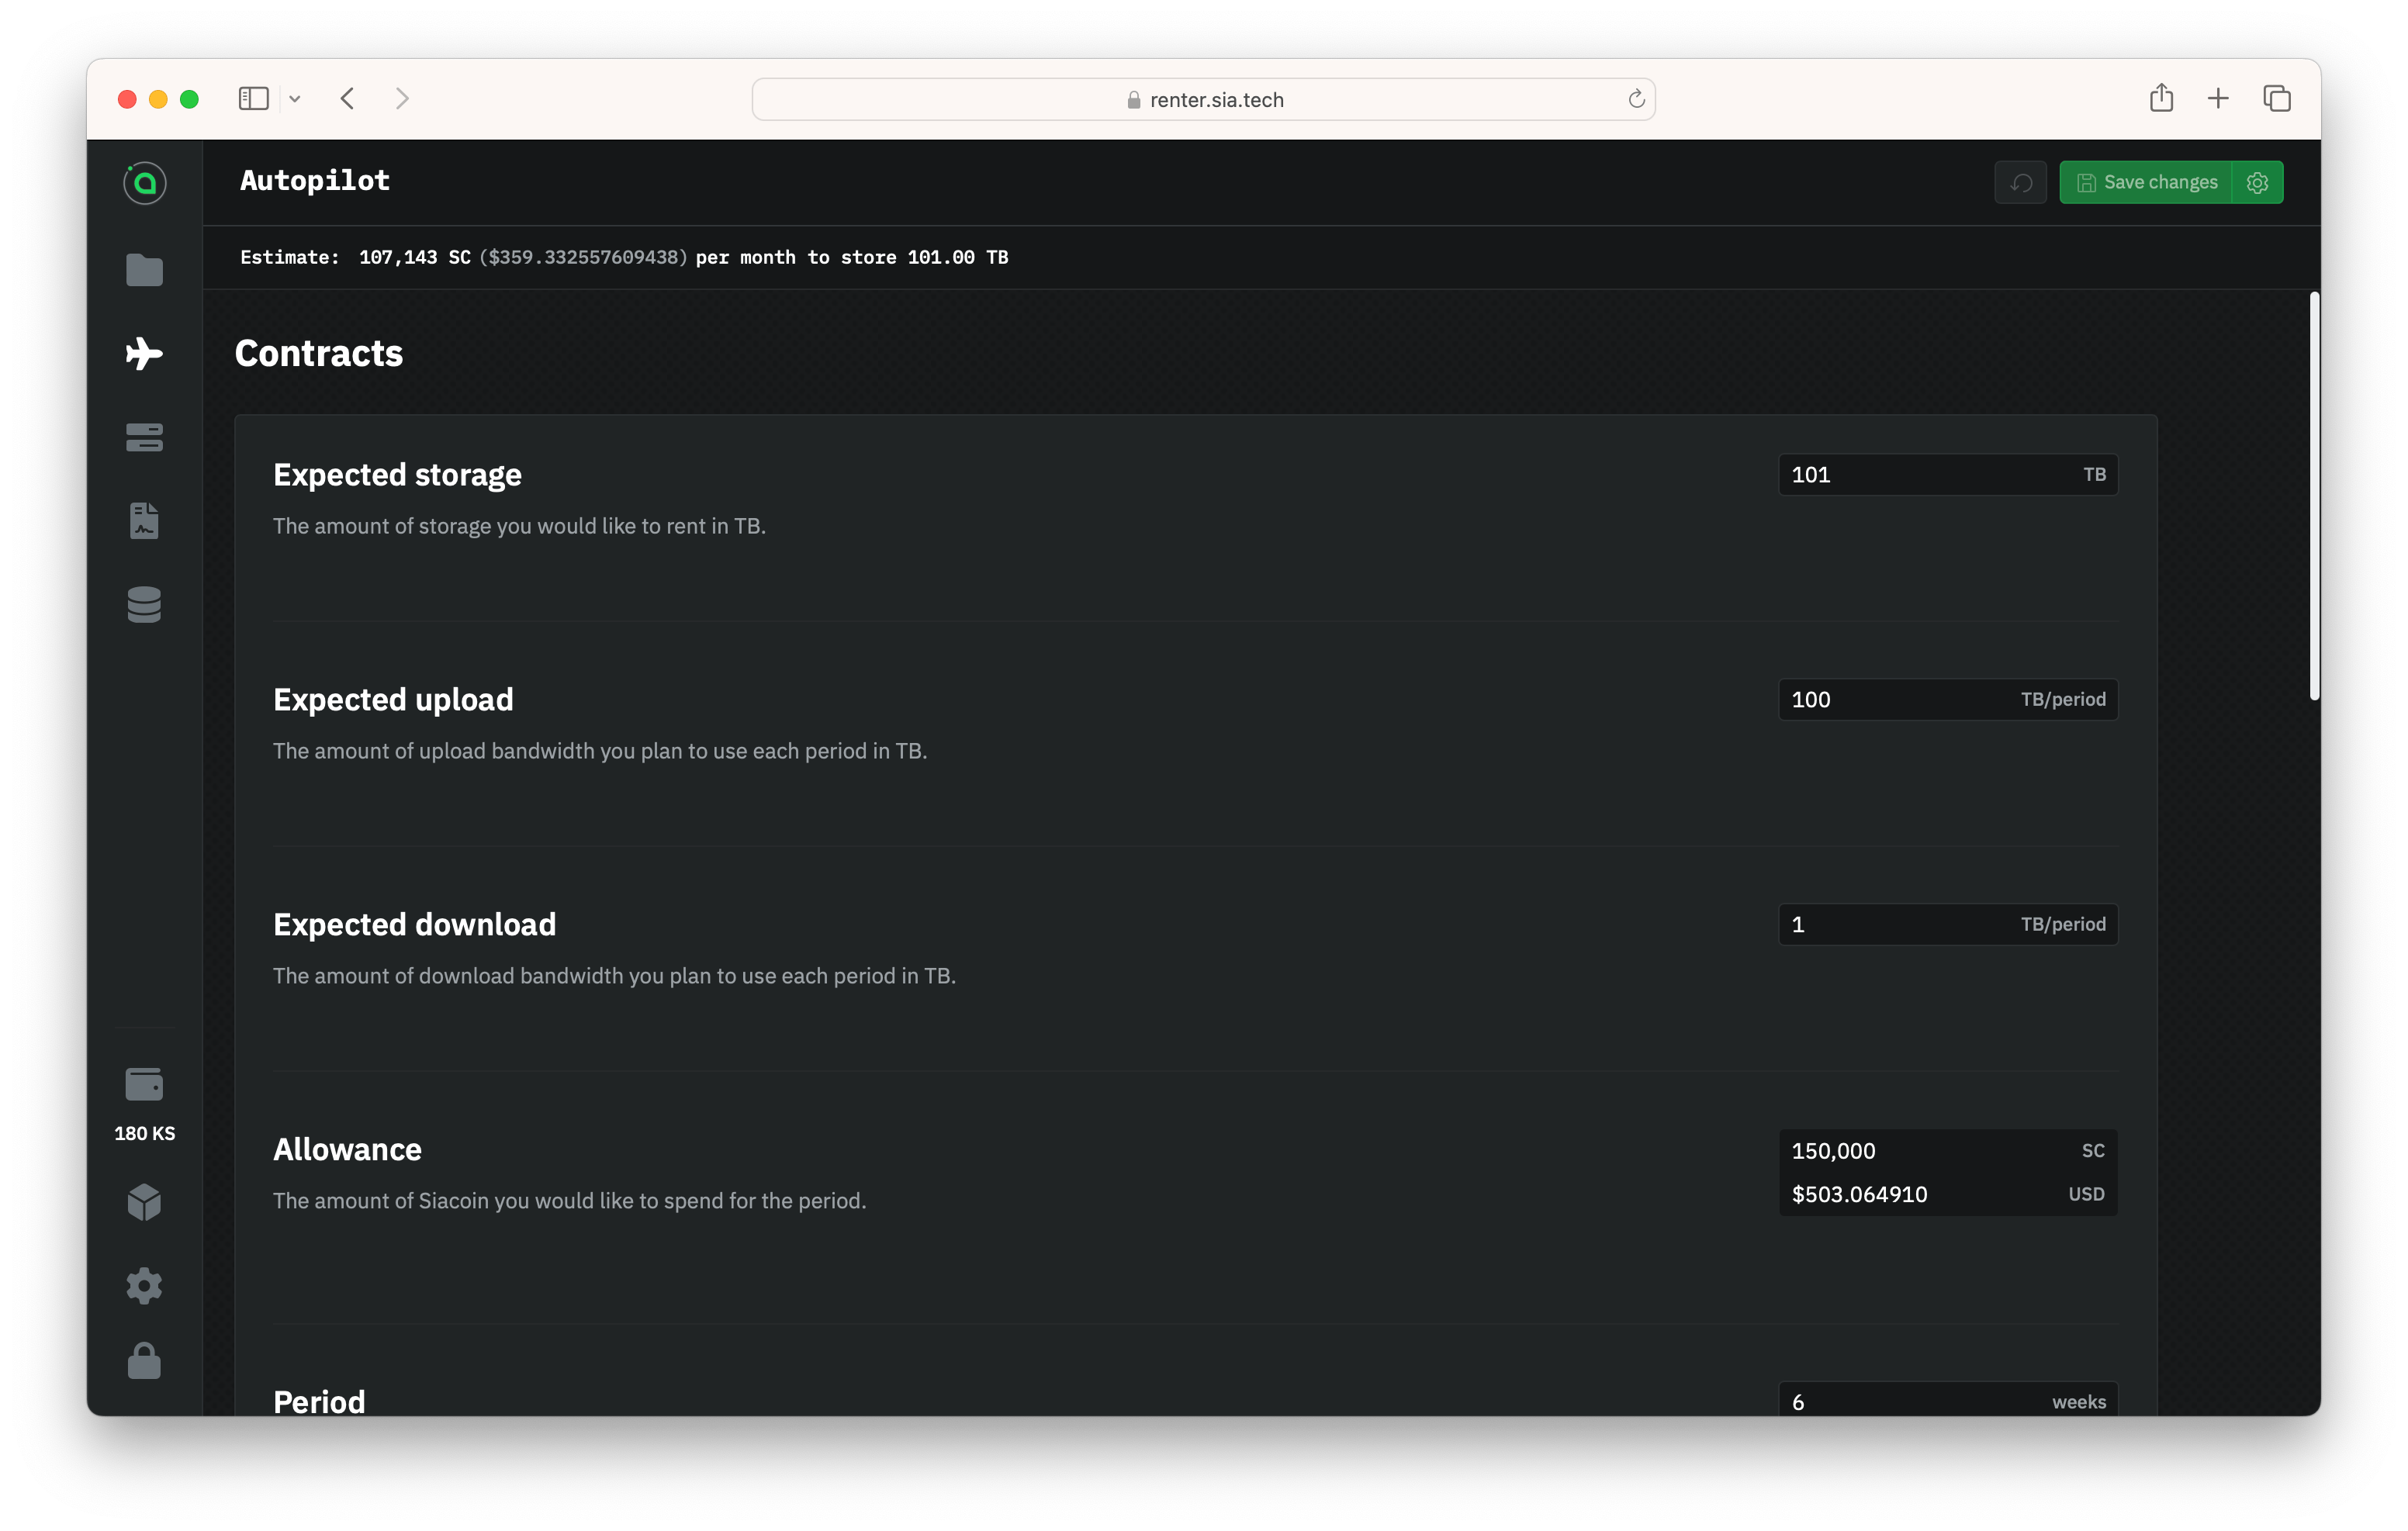 renter.sia.tech
Autopilot
Save changes
Estimate: 107,143 SC ($359.332557609438) per month to store 101.00 TB
Contracts
Expected storage
101 TB
The amount of storage you would like to rent in TB.
Expected upload
100 TB/period
The amount of upload bandwidth you plan to use each period in TB.
Expected download
1 TB/period
The amount of download bandwidth you plan to use each period in TB.
180 KS
Allowance
150,000 SC
The amount of Siacoin you would like to spend for the period.
$503.064910 USD
Period
6 weeks